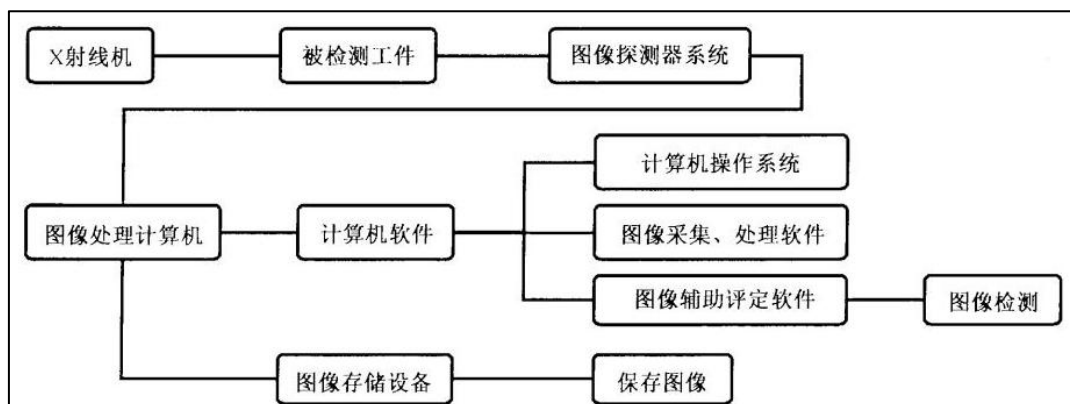 X射线机
被检测工件
图像探测器系统
计算机操作系统
图像处理计算机
计算机软件
图像采集、处理软件
图像辅助评定软件
图像检测
图像存储设备
保存图像